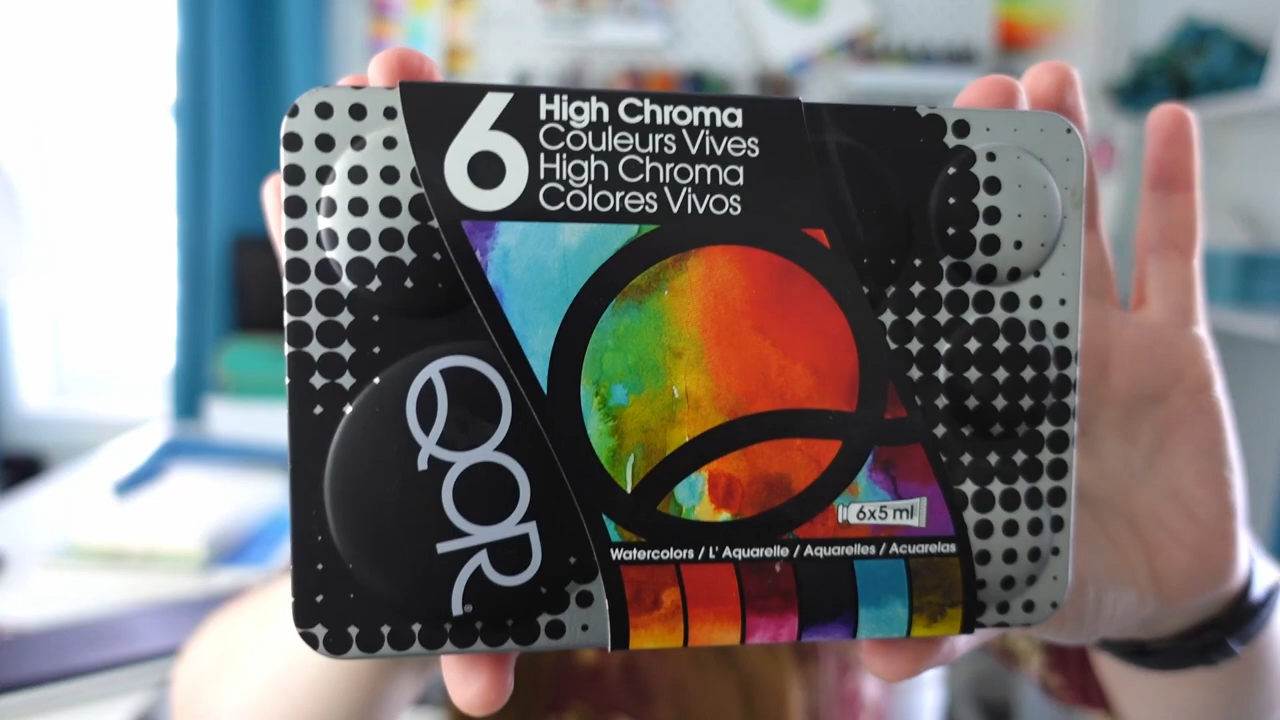 6
High Chroma
Couleurs Vives
High Chroma
Colores Vivos
QOR®
6x5 ml
Watercolors / L' Aquarelle / Aquarelles / Acuarelas